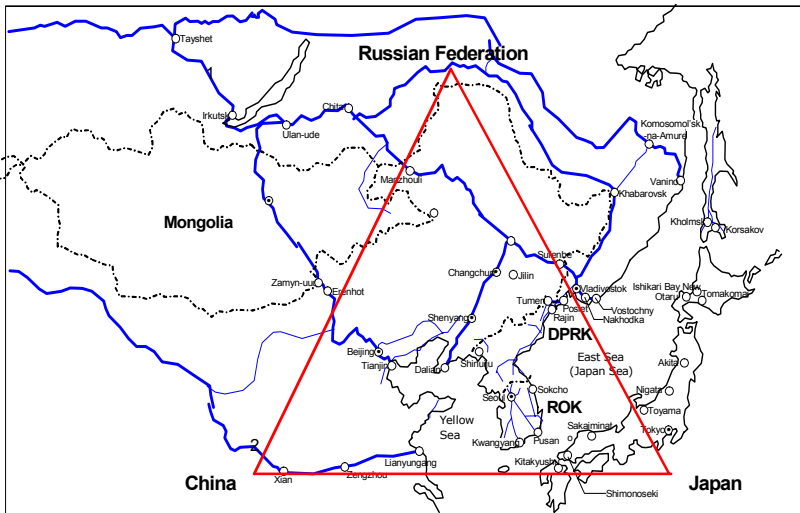 Tayshet
1
Russian Federation
Irkutsk
Chita
Ulan-ude
Komosomol'sk
-na-Amure
Manzhouli
Vanino
Khabarovsk
Mongolia
Kholmsk
Korsakov
Surenbe
Changchun
Jilin
Zamyn-uud
Erenhot
Vladivostok
Ishikari Bay New
Otaru
Tomakomai
Tumen
Posiet
Vostochny
Nakhodka
Rajin
Shenyang
DPRK
Beijing
Tianjin
Dalian
Shinuiju
East Sea
(Japan Sea)
Akita
Sokcho
Seoul
Nigata
ROK
Toyama
Yellow
Sea
Sakaiminat
Tokyo
Kwangyang
Pusan
2
Lianyungang
Kitakyushu
Xian
Zengzhou
China
Japan
Shimonoseki